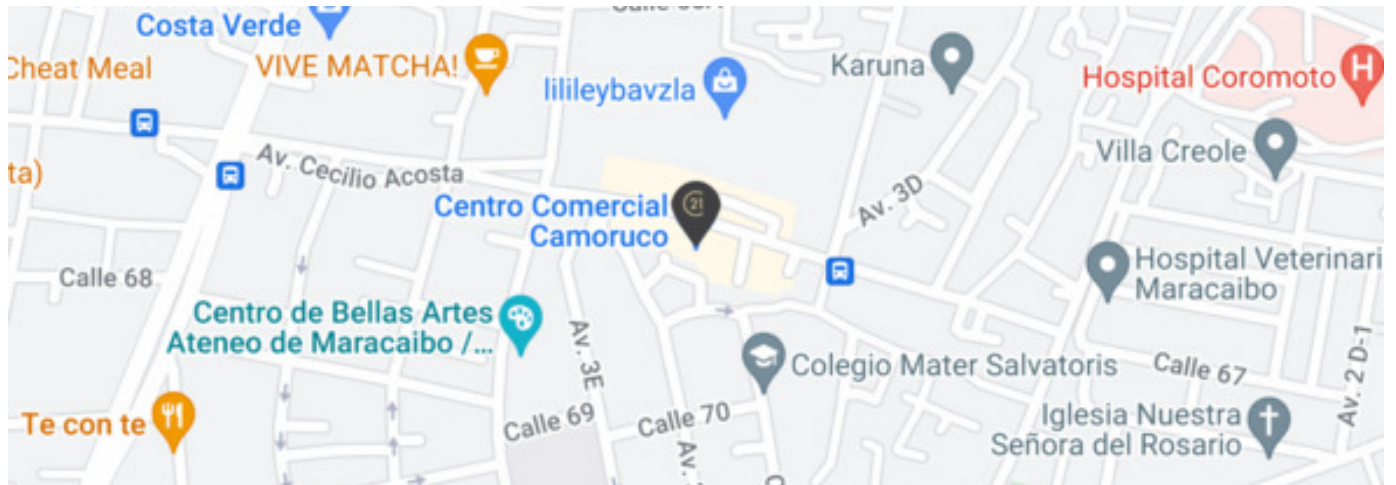 Costa Verde
Cheat Meal
VIVE MATCHA!
lilileybavzla
Karuna
Hospital Coromoto
H
Villa Creole
ta)
Av. Cecilio Acosta
Av. 3D
Centro Comercial
Camoruco
21
Calle 68
Hospital Veterinari
Maracaibo
Centro de Bellas Artes
Ateneo de Maracaibo /...
Av. 3E
Colegio Mater Salvatoris
Calle 67
Av. 2 D-1
Te con te
Calle 69
Calle 70
Iglesia Nuestra
Señora del Rosario
Av.